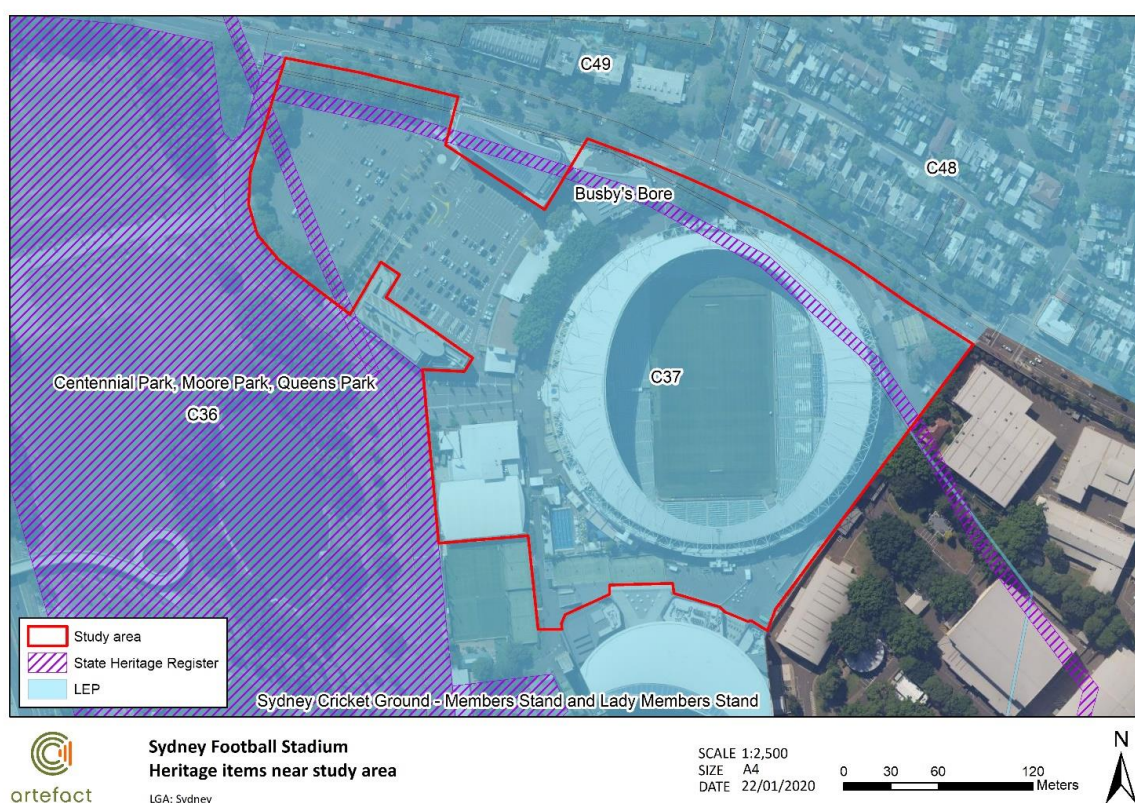 C49
C48
Busby's Bore
C37
Centennial Park, Moore Park, Queens Park
C36
Study area
State Heritage Register
LEP
Sydney Cricket Ground - Members Stand and Lady Members Stand
artefact
Sydney Football Stadium
Heritage items near study area
LGA: Sydney
SCALE 1:2,500
SIZE A4
DATE 22/01/2020
0 30 60 120
Meters
N